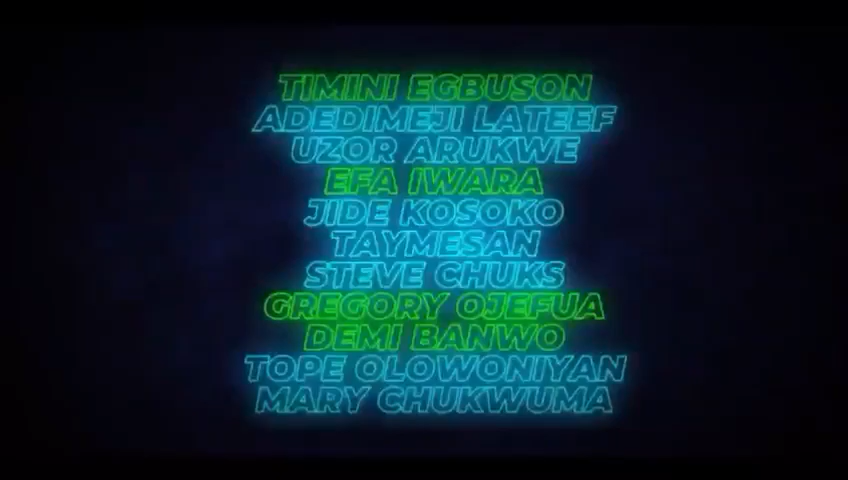 TIMINI EGBUSON
ADEDIMEJI LATEEF
UZOR ARUKWE
EFA IWARA
JIDE KOSOKO
TAYMESAN
STEVE CHUKS
GREGORY OJEFUA
DEMI BANWO
TOPE OLOWONIYAN
MARY CHUKWUMA